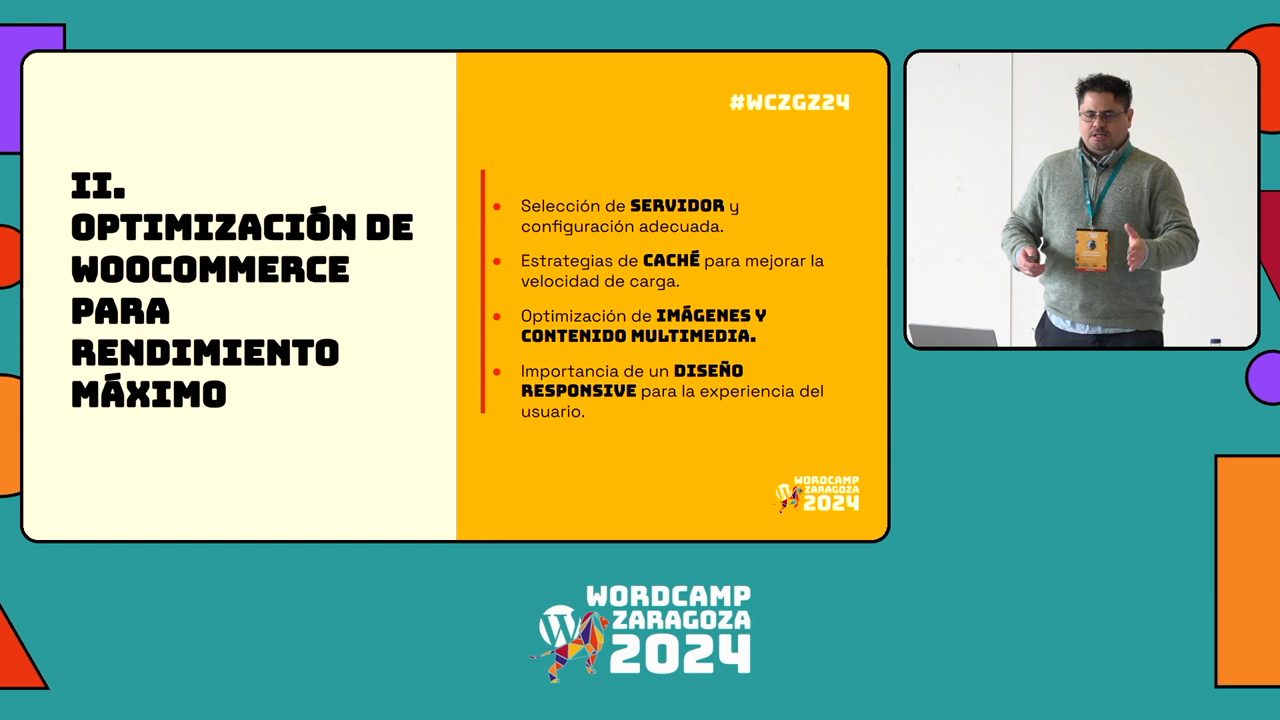 II.
OPTIMIZACIÓN DE
WOOCOMMERCE
PARA
RENDIMIENTO
MÁXIMO
#WCZGZ24
● Selección de SERVIDOR y
configuración adecuada.
● Estrategias de CACHÉ para mejorar la
velocidad de carga.
● Optimización de IMÁGENES Y
CONTENIDO MULTIMEDIA.
● Importancia de un DISEÑO
RESPONSIVE para la experiencia del
usuario.
WORDCAMP
ZARAGOZA
2024
WORDCAMP
ZARAGOZA
2024